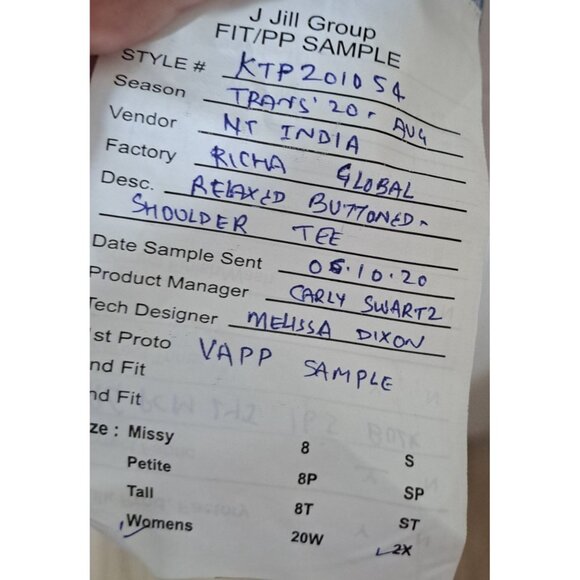 J Jill Group
FIT/PP SAMPLE
STYLE # KTP201054
Season TRANS'20- AUG
Vendor NT INDIA
Factory RICHA GLOBAL
Desc. RELAXED BUTTONED-
SHOULDER TEE
Date Sample Sent 05.10.20
Product Manager CARLY SWARTZ
Tech Designer MELISSA DIXON
st Proto VAPP SAMPLE
nd Fit
nd Fit
ze : Missy 8 S
Petite 8P SP
Tall 8T ST
Womens 20W 2X